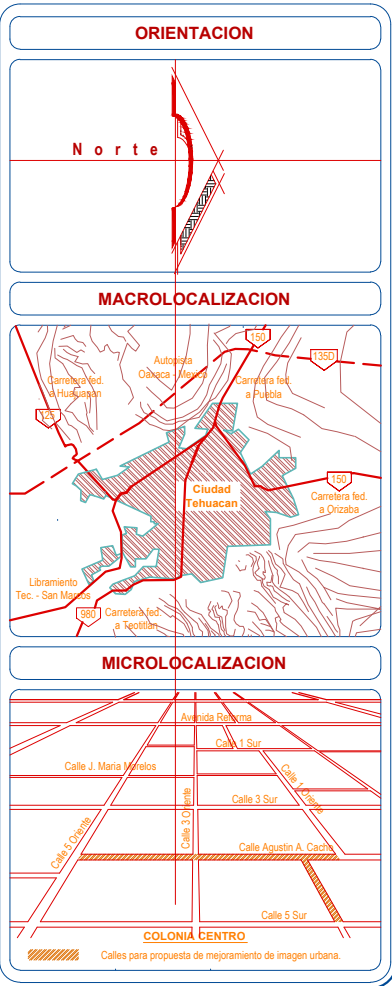 ORIENTACION
Norte
MACROLOCALIZACION
150
135D
Autopista
Oaxaca - Mexico
Carretera fed.
a Huajuapan
Carretera fed.
a Puebla
125
Ciudad
Tehuacan
150
Carretera fed.
a Orizaba
Libramiento
Tec. - San Marcos
980
Carretera fed.
a Teotitlán
MICROLOCALIZACION
Avenida Reforma
Calle 1 Sur
Calle J. Maria Morelos
Calle 1 Oriente
Calle 3 Sur
Calle 3 Oriente
Calle 5 Oriente
Calle Agustín A. Cacho
Calle 5 Sur
COLONIA CENTRO
Calles para propuesta de mejoramiento de imagen urbana.